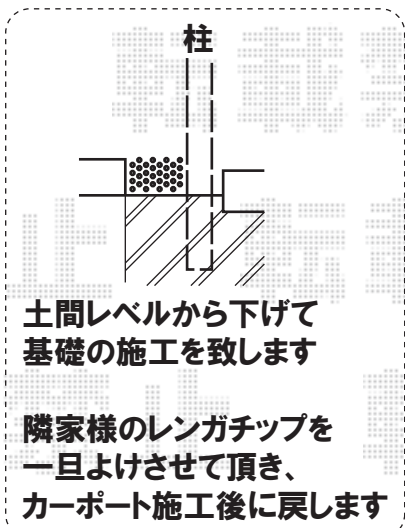 柱
土間レベルから下げて
基礎の施工を致します
隣家様のレンガチップを
一旦よけさせて頂き、
カーポート施工後に戻します